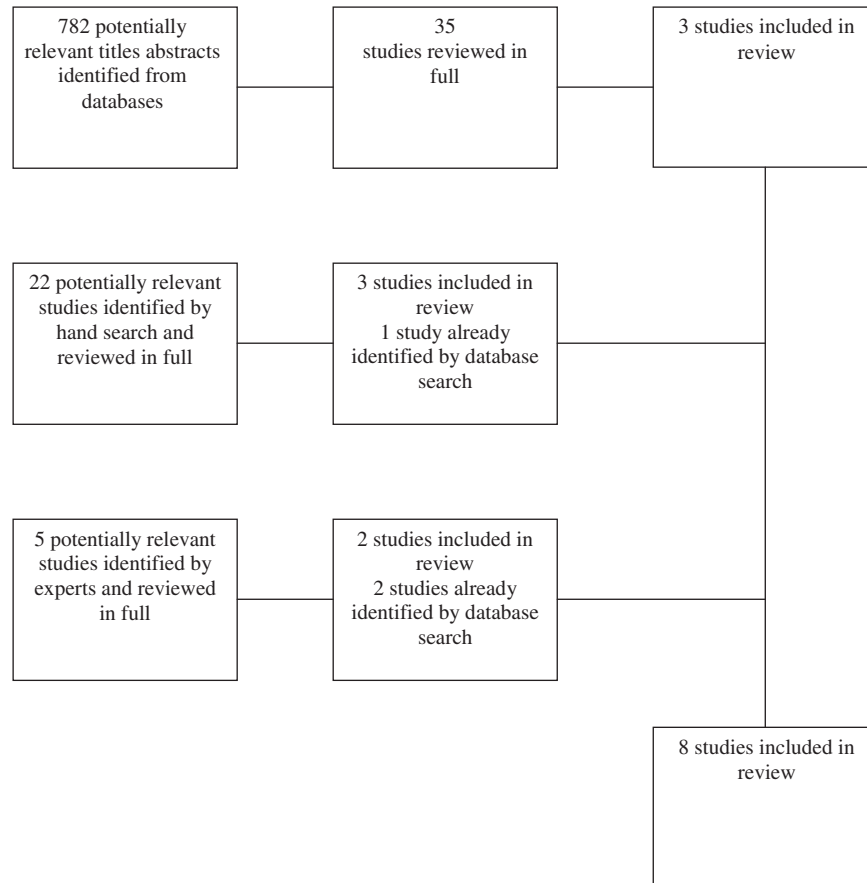 782 potentially
relevant titles abstracts
identified from
databases
35
studies reviewed in
full
3 studies included in
review
22 potentially relevant
studies identified by
hand search and
reviewed in full
3 studies included in
review
1 study already
identified by database
search
5 potentially relevant
studies identified by
experts and reviewed
in full
2 studies included in
review
2 studies already
identified by database
search
8 studies included in
review